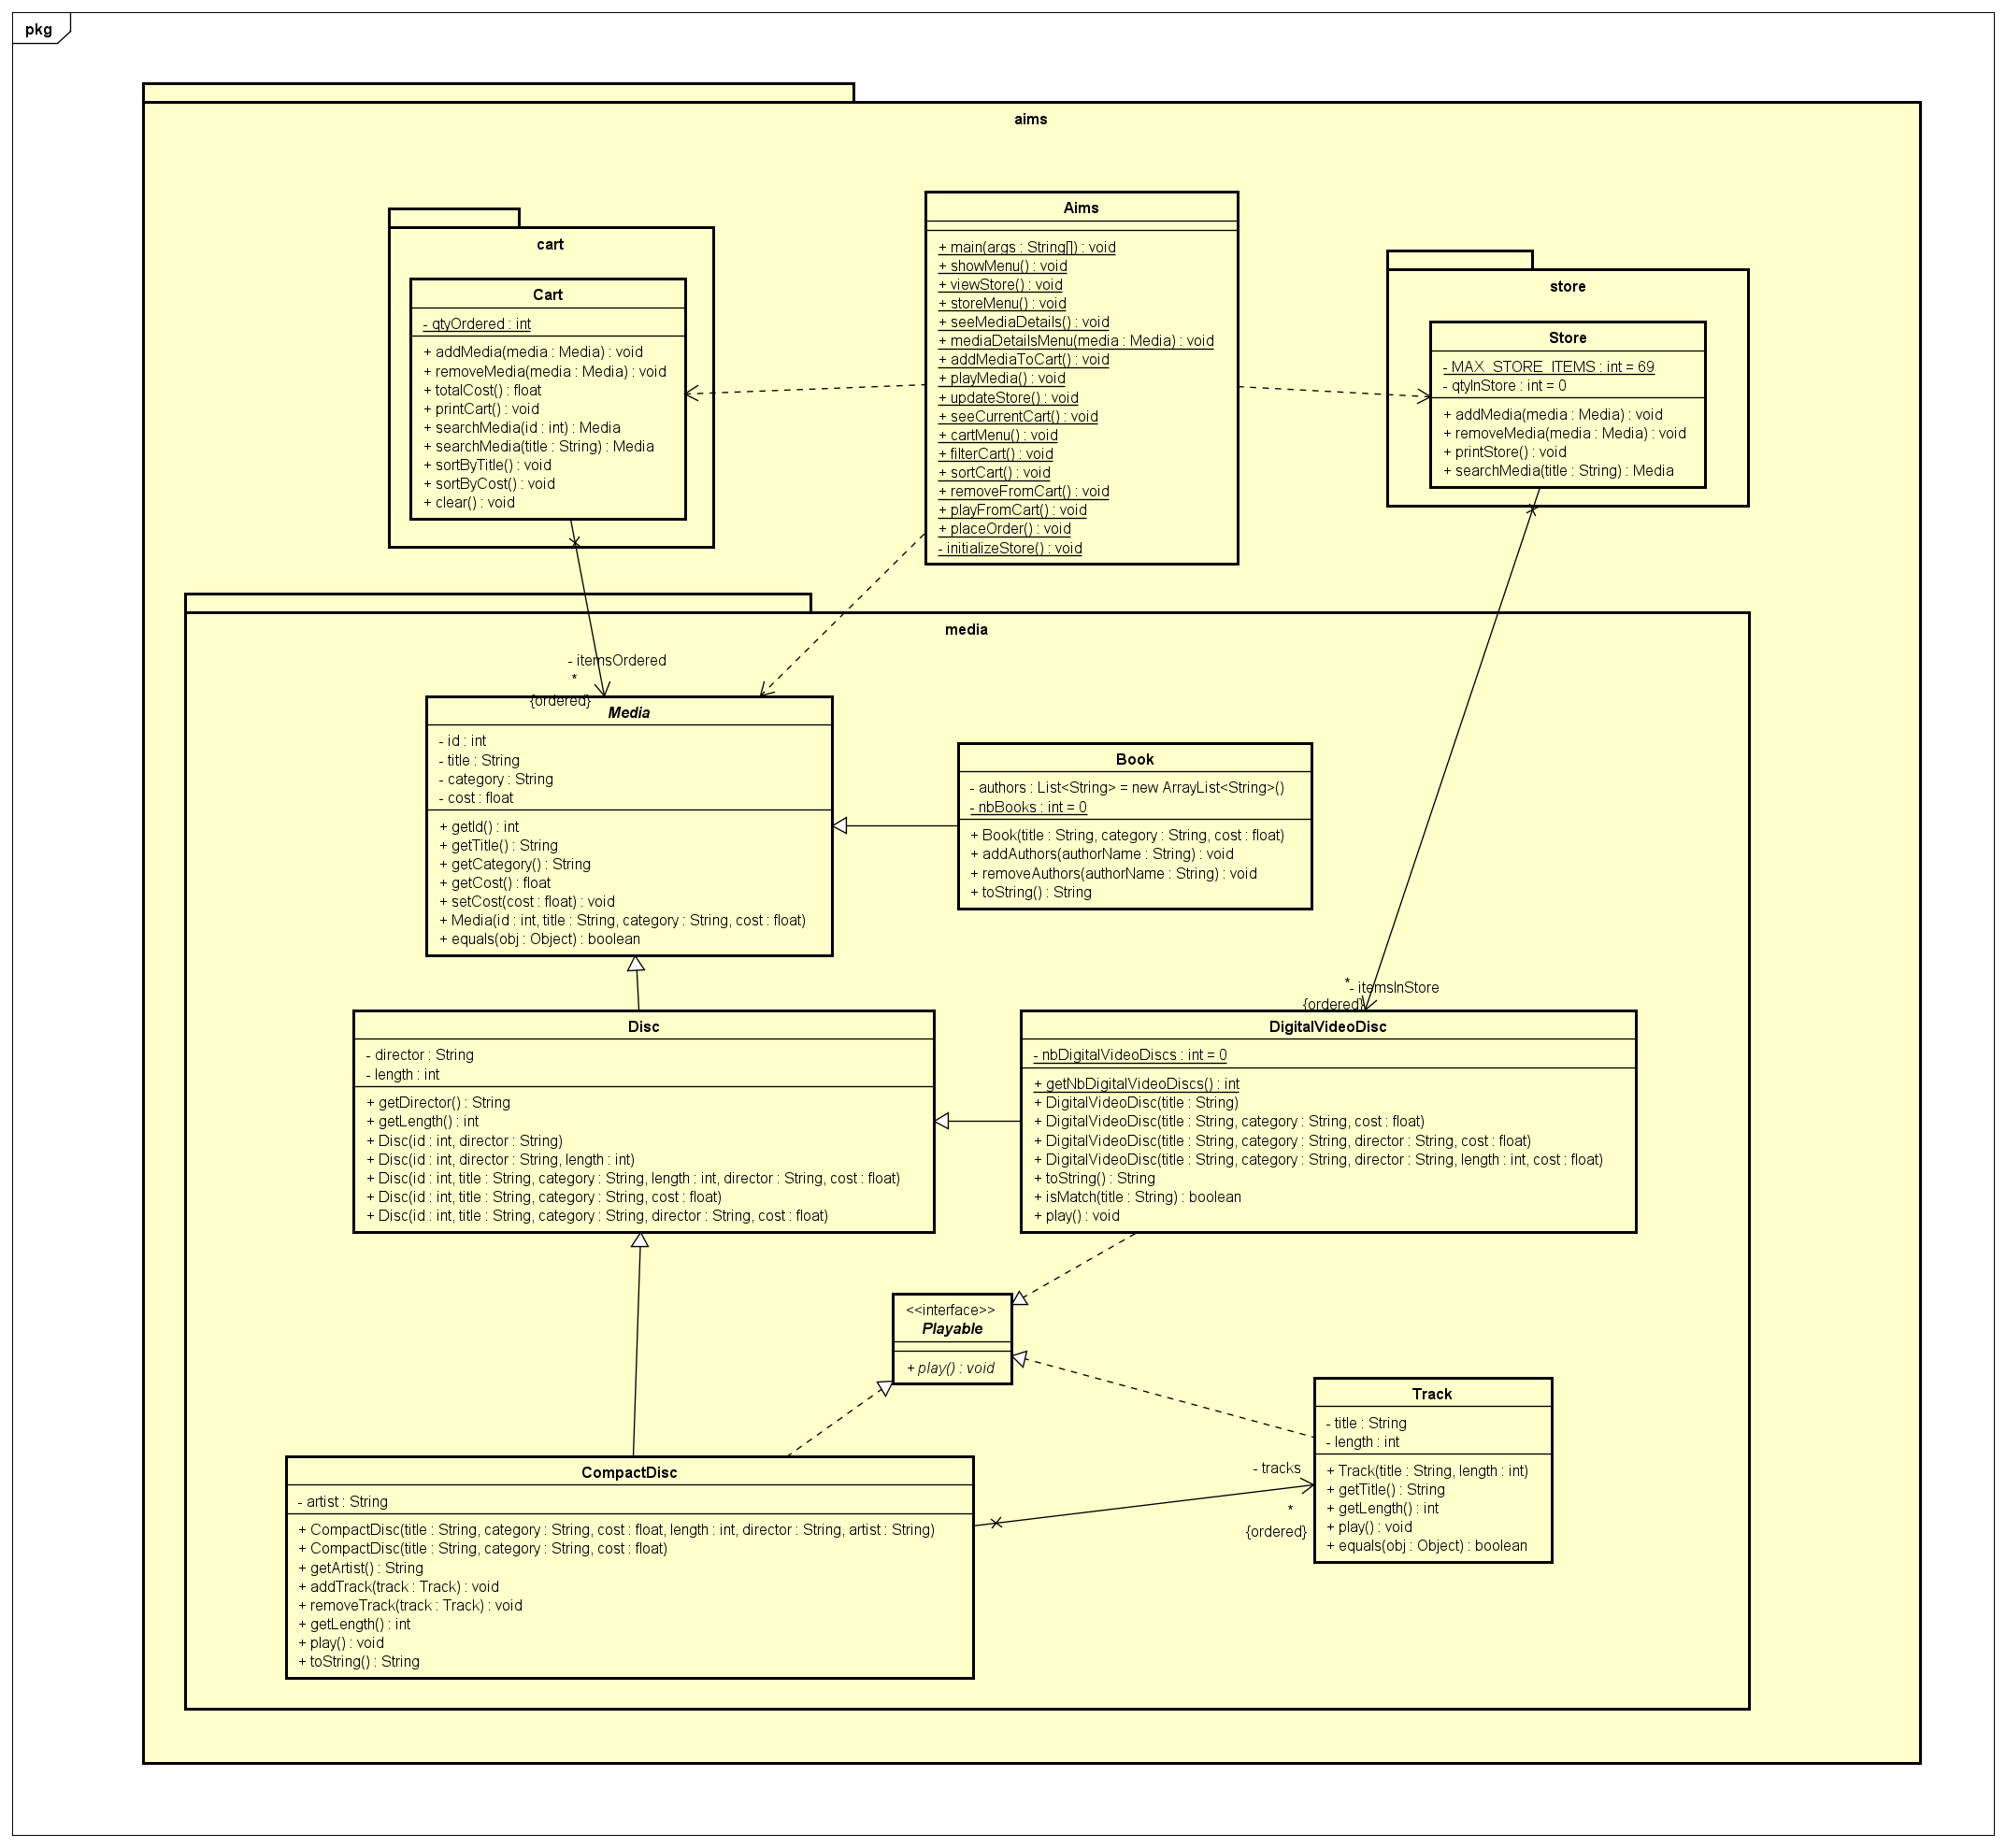 pkg
aims
cart
Cart
- qtyOrdered : int
+ addMedia(media : Media) : void
+ removeMedia(media : Media) : void
+ totalCost() : float
+ printCart() : void
+ searchMedia(id : int) : Media
+ searchMedia(title : String) : Media
+ sortByTitle() : void
+ sortByCost() : void
+ clear() : void
Aims
+ main(args : String[]) : void
+ showMenu() : void
+ viewStore() : void
+ storeMenu() : void
+ seeMediaDetails() : void
+ mediaDetailsMenu(media : Media) : void
+ addMediaToCart() : void
+ playMedia() : void
+ updateStore() : void
+ seeCurrentCart() : void
+ cartMenu() : void
+ filterCart() : void
+ sortCart() : void
+ removeFromCart() : void
+ playFromCart() : void
+ placeOrder() : void
- initializeStore() : void
store
Store
- MAX_STORE_ITEMS : int = 69
- qtyInStore : int = 0
+ addMedia(media : Media) : void
+ removeMedia(media : Media) : void
+ printStore() : void
+ searchMedia(title : String) : Media
media
- itemsOrdered
*
{ordered}
Media
- id : int
- title : String
- category : String
- cost : float
+ getId() : int
+ getTitle() : String
+ getCategory() : String
+ getCost() : float
+ setCost(cost : float) : void
+ Media(id : int, title : String, category : String, cost : float)
+ equals(obj : Object) : boolean
Book
- authors : List<String> = new ArrayList<String>()
- nbBooks : int = 0
+ Book(title : String, category : String, cost : float)
+ addAuthors(authorName : String) : void
+ removeAuthors(authorName : String) : void
+ toString() : String
*
- itemsInStore
{ordered}
Disc
- director : String
- length : int
+ getDirector() : String
+ getLength() : int
+ Disc(id : int, director : String)
+ Disc(id : int, director : String, length : int)
+ Disc(id : int, title : String, category : String, length : int, director : String, cost : float)
+ Disc(id : int, title : String, category : String, cost : float)
+ Disc(id : int, title : String, category : String, director : String, cost : float)
DigitalVideoDisc
- nbDigitalVideoDiscs : int = 0
+ getNbDigitalVideoDiscs() : int
+ DigitalVideoDisc(title : String)
+ DigitalVideoDisc(title : String, category : String, cost : float)
+ DigitalVideoDisc(title : String, category : String, director : String, cost : float)
+ DigitalVideoDisc(title : String, category : String, director : String, length : int, cost : float)
+ toString() : String
+ isMatch(title : String) : boolean
+ play() : void
<<interface>>
Playable
+ play() : void
Track
- title : String
- length : int
+ Track(title : String, length : int)
+ getTitle() : String
+ getLength() : int
+ play() : void
+ equals(obj : Object) : boolean
- tracks
*
{ordered}
CompactDisc
- artist : String
+ CompactDisc(title : String, category : String, cost : float, length : int, director : String, artist : String)
+ CompactDisc(title : String, category : String, cost : float)
+ getArtist() : String
+ addTrack(track : Track) : void
+ removeTrack(track : Track) : void
+ getLength() : int
+ play() : void
+ toString() : String